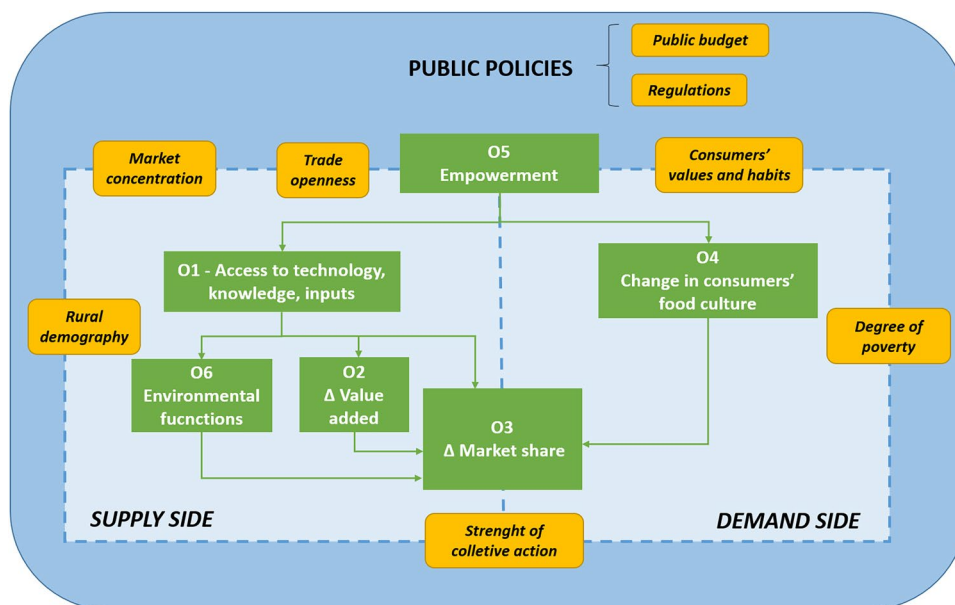 PUBLIC POLICIES
Public budget
Regulations
Market
concentration
Trade
openness
O5
Empowerment
Consumers'
values and habits
O1 - Access to technology,
knowledge, inputs
O4
Change in consumers'
food culture
Rural
demography
Degree of
poverty
O6
Environmental
fucnctions
O2
Δ Value
added
O3
Δ Market share
SUPPLY SIDE
DEMAND SIDE
Strenght of
colletive action